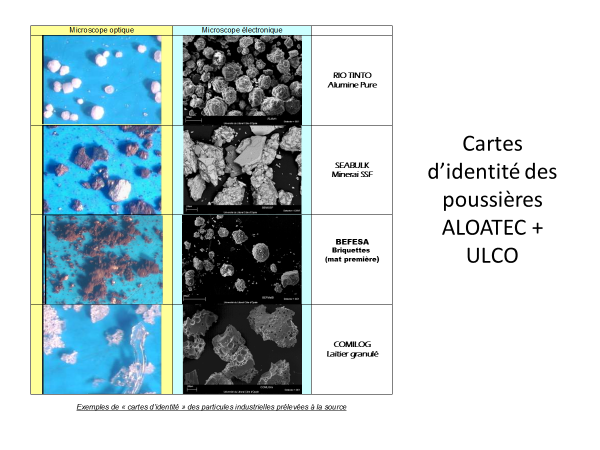 Microscope optique Microscope électronique
RIO TINTO
Alumine Pure
SEABULK
Minerai SSF
BEFESA
Briquettes
(mat première)
COMILOG
Laitier granulé
Exemples de « cartes d'identité » des particules industrielles prélevées à la source
Cartes
d'identité des
poussières
ALOATEC +
ULCO